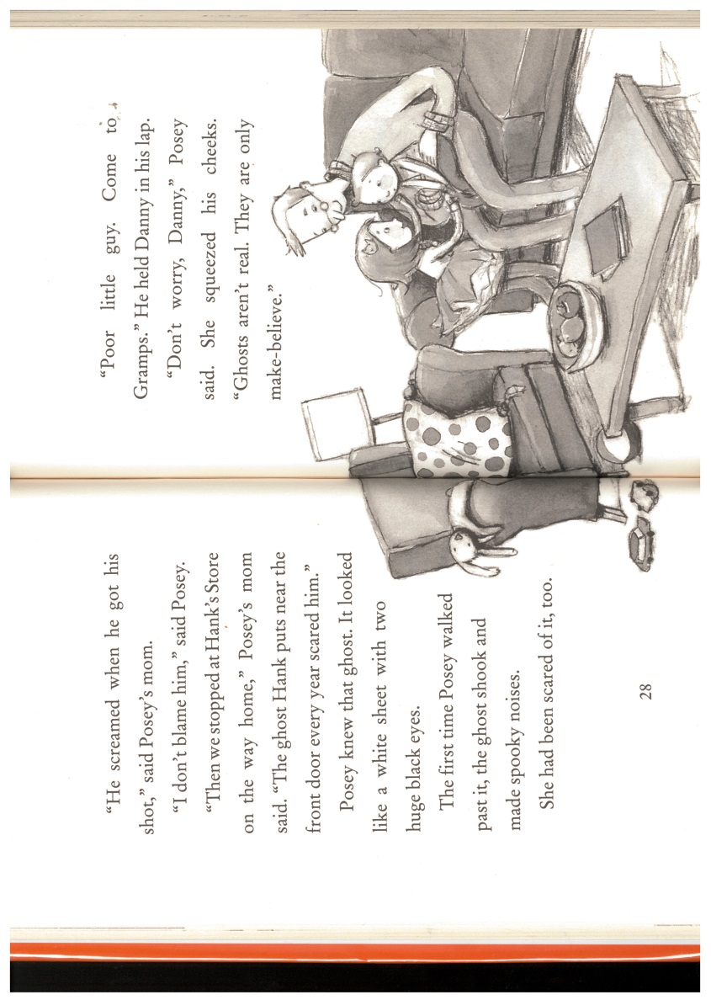 “He screamed when he got his
shot,” said Posey’s mom.
“I don’t blame him,” said Posey.
“Then we stopped at Hank’s Store
on the way home,” Posey’s mom
said. “The ghost Hank puts near the
front door every year scared him.”
Posey knew that ghost. It looked
like a white sheet with two
huge black eyes.
The first time Posey walked
past it, the ghost shook and
made spooky noises.
She had been scared of it, too.
28
“Poor little guy. Come to
Gramps.” He held Danny in his lap.
“Don’t worry, Danny,” Posey
said. She squeezed his cheeks.
“Ghosts aren’t real. They are only
make-believe.”